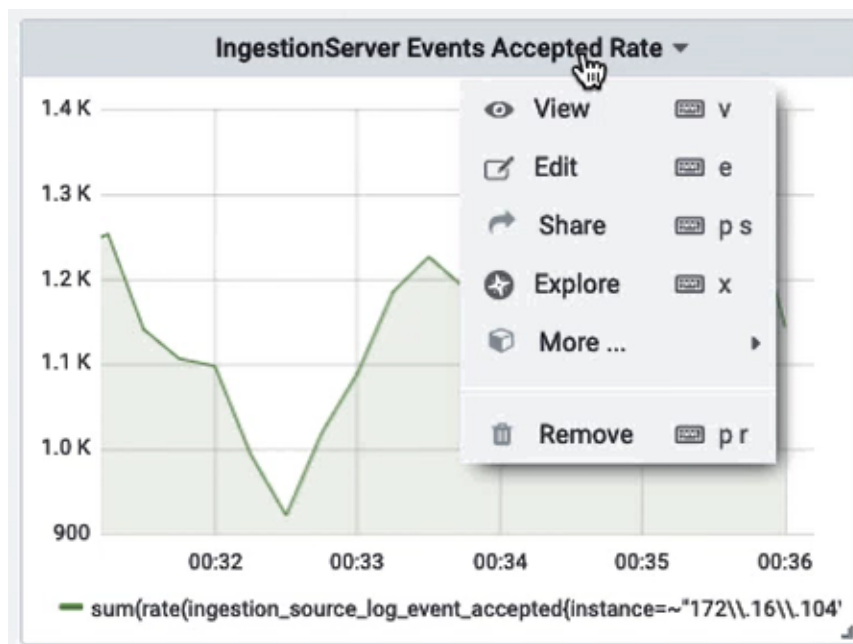 IngestionServer Events Accepted Rate
1.4 K
1.3 K
1.2 K
1.1 K
1.0 K
900
View v
Edit e
Share p s
Explore x
More ...
Remove p r
00:32 00:33 00:34 00:35 00:36
sum(rate(ingestion_source_log_event_accepted{instance=~"172\\.16\\.104'